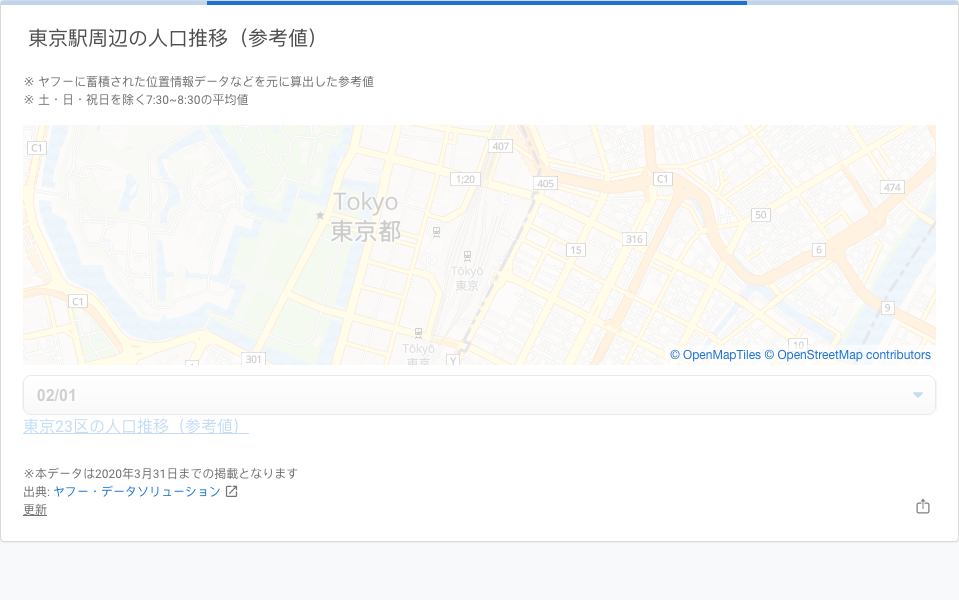 東京駅周辺の人口推移（参考値）
※ ヤフーに蓄積された位置情報データなどを元に算出した参考値
※ 土・日・祝日を除く7:30~8:30の平均値
C1
407
1;20
405
C1
474
Tokyo
東京都
50
316
15
6
Tōkyō
東京
C1
9
301
Tōkyō
東京
Y
10
© OpenMapTiles © OpenStreetMap contributors
02/01
東京23区の人口推移（参考値）
※本データは2020年3月31日までの掲載となります
出典: ヤフー・データソリューション
更新